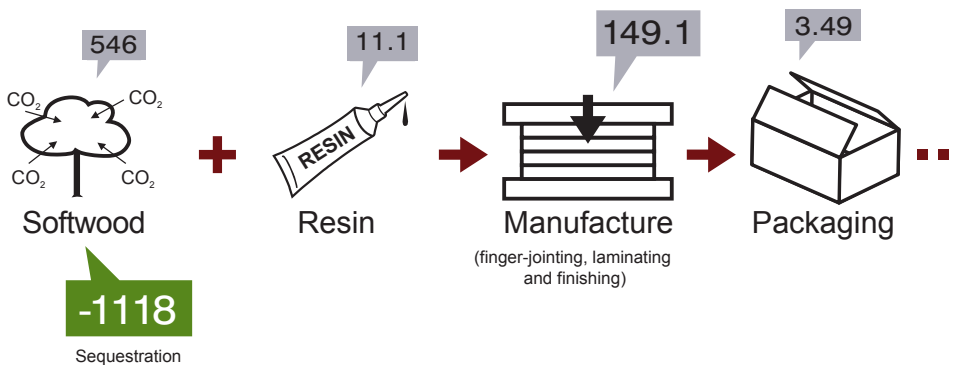 546
11.1
149.1
3.49
CO2
CO2
CO2
CO2
RESIN
Softwood
Resin
Manufacture
Packaging
(finger-jointing, laminating
and finishing)
-1118
Sequestration